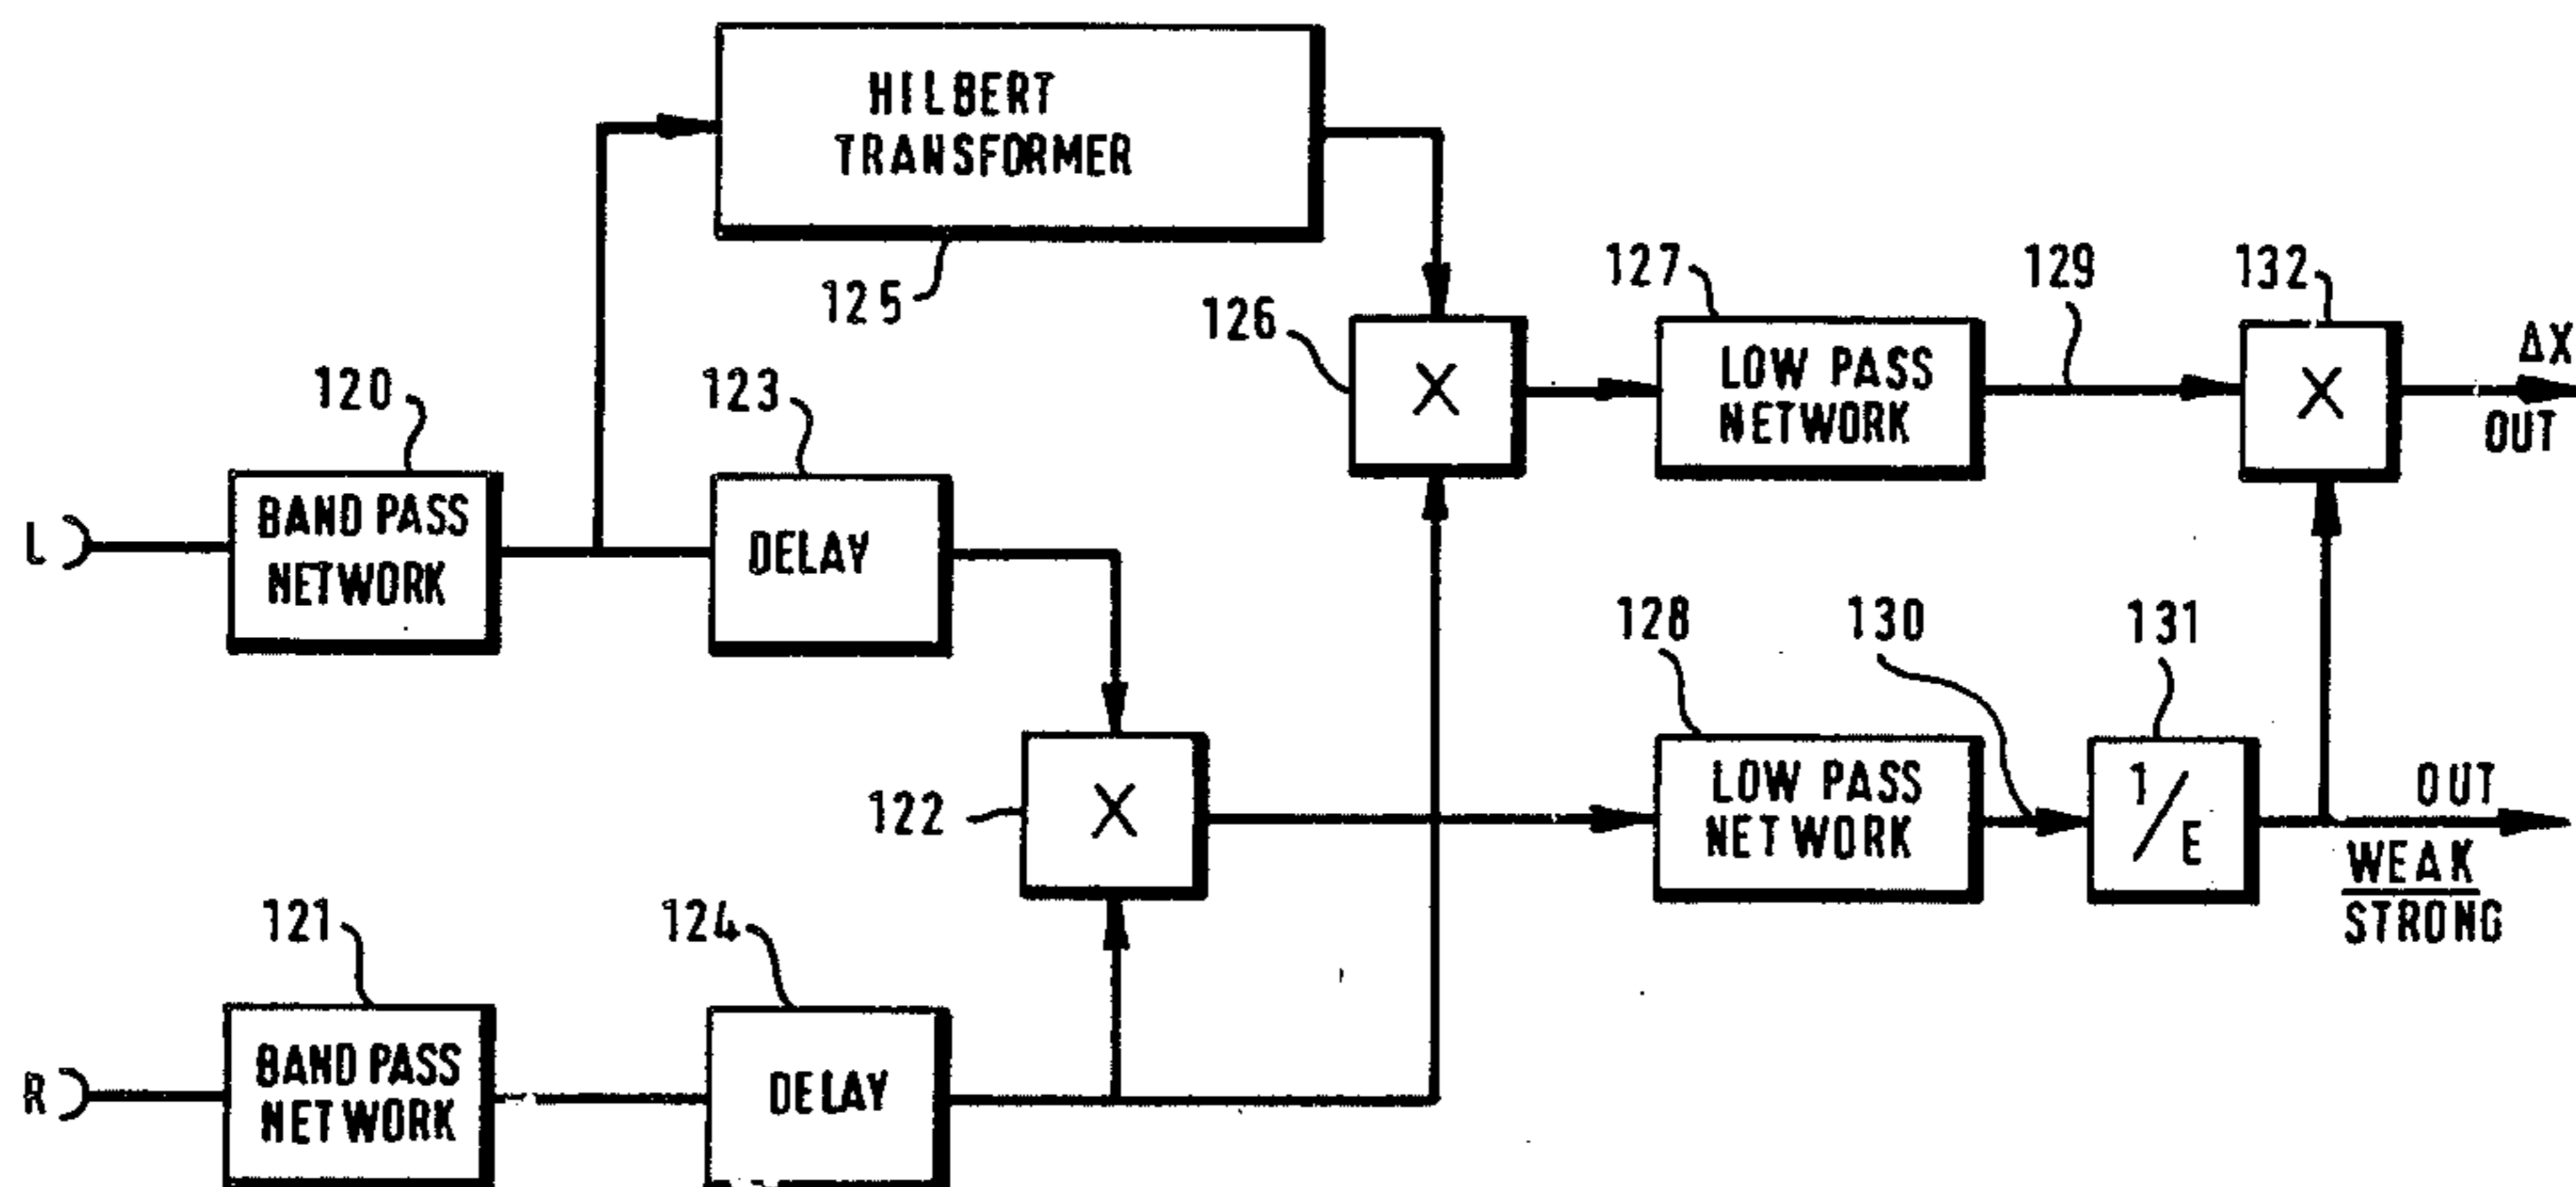 HILBERT
TRANSFORMER
125
126
127
129
132
LOW PASS
NETWORK
X
X
ΔX
OUT
120
123
L
BAND PASS
NETWORK
DELAY
128
130
131
122
X
LOW PASS
NETWORK
1/E
OUT
WEAK
STRONG
121
124
R
BAND PASS
NETWORK
DELAY